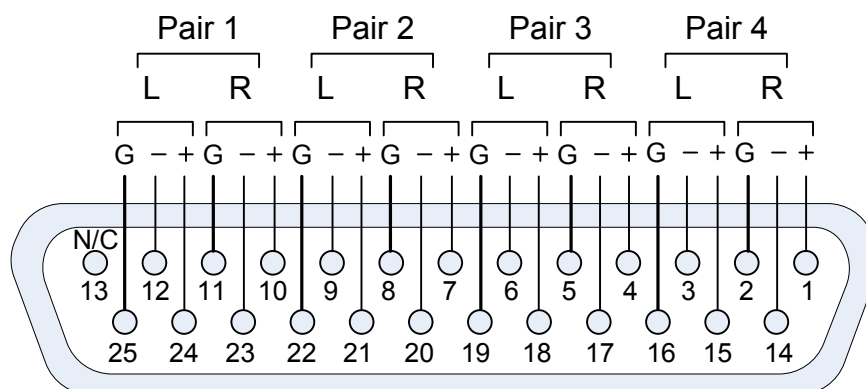 Pair 1 Pair 2 Pair 3 Pair 4
L R L R L R L R
G − + G − + G − + G − + G − + G − + G − + G − +
N/C
13 12 11 10 9 8 7 6 5 4 3 2 1
25 24 23 22 21 20 19 18 17 16 15 14